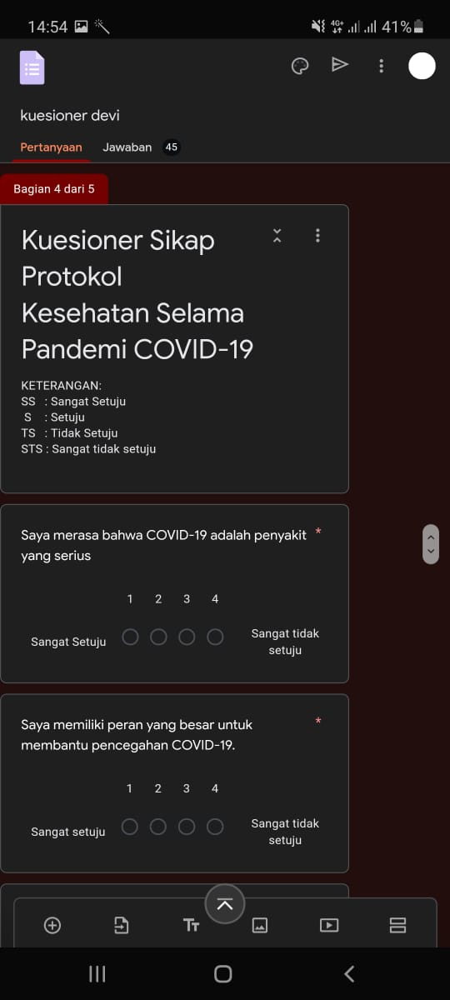 14:54
4G+ 41%
kuesioner devi
Pertanyaan Jawaban 45
Bagian 4 dari 5
Kuesioner Sikap
Protokol
Kesehatan Selama
Pandemi COVID-19
KETERANGAN:
SS : Sangat Setuju
S : Setuju
TS : Tidak Setuju
STS : Sangat tidak setuju
Saya merasa bahwa COVID-19 adalah penyakit *
yang serius
1 2 3 4
Sangat Setuju
Sangat tidak
setuju
Saya memiliki peran yang besar untuk *
membantu pencegahan COVID-19.
1 2 3 4
Sangat setuju
Sangat tidak
setuju
Tт